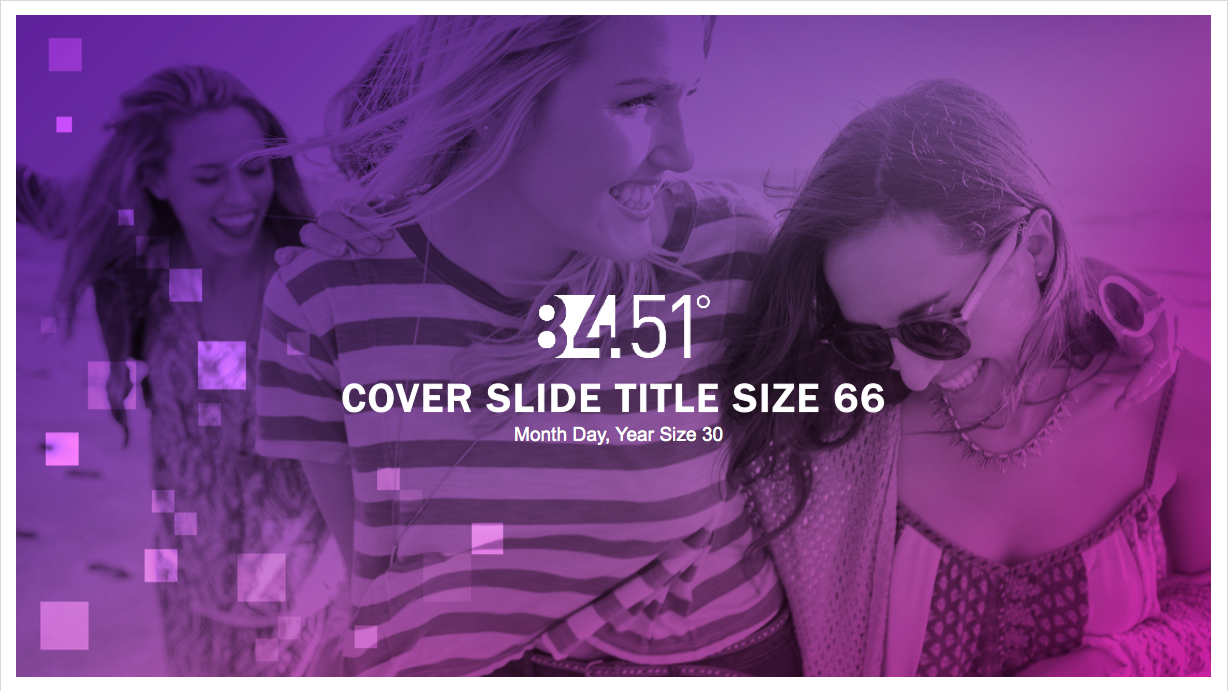 84.51°
COVER SLIDE TITLE SIZE 66
Month Day, Year Size 30